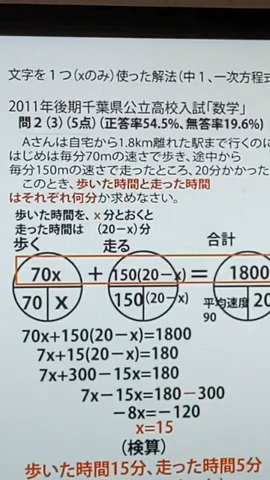 文字を1つ(xのみ)使った解法(中1、一次方程式
2011年後期千葉県公立高校入試「数学」
問2(3)(5点)(正答率54.5%、無答率19.6%)
Aさんは自宅から1.8km離れた駅まで行くのに
はじめは毎分70mの速さで歩き、途中から
毎分150mの速さで走ったところ、20分かかった
このとき、歩いた時間と走った時間
はそれぞれ何分か求めなさい。
歩いた時間を、x分とおくと
走った時間は (20-x)分
歩く 走る 合計
70x + 150(20-x) = 1800
70 x 150 (20-x) 平均速度 90 20
70x+150(20-x)=1800
7x+15(20-x)=180
7x+300-15x=180
7x-15x=180-300
-8x=-120
x=15
(検算)
歩いた時間15分、走った時間5分